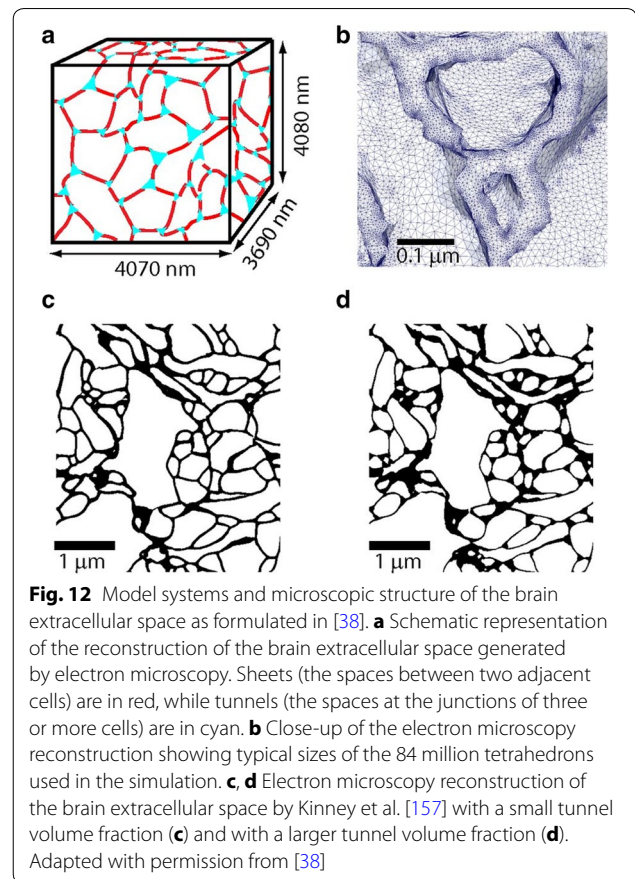 a
b
4080 nm
3690 nm
4070 nm
0.1 μm
c
d
1 μm
1 μm
Fig. 12 Model systems and microscopic structure of the brain
extracellular space as formulated in [38]. a Schematic representation
of the reconstruction of the brain extracellular space generated
by electron microscopy. Sheets (the spaces between two adjacent
cells) are in red, while tunnels (the spaces at the junctions of three
or more cells) are in cyan. b Close-up of the electron microscopy
reconstruction showing typical sizes of the 84 million tetrahedrons
used in the simulation. c, d Electron microscopy reconstruction of
the brain extracellular space by Kinney et al. [157] with a small tunnel
volume fraction (c) and with a larger tunnel volume fraction (d).
Adapted with permission from [38]